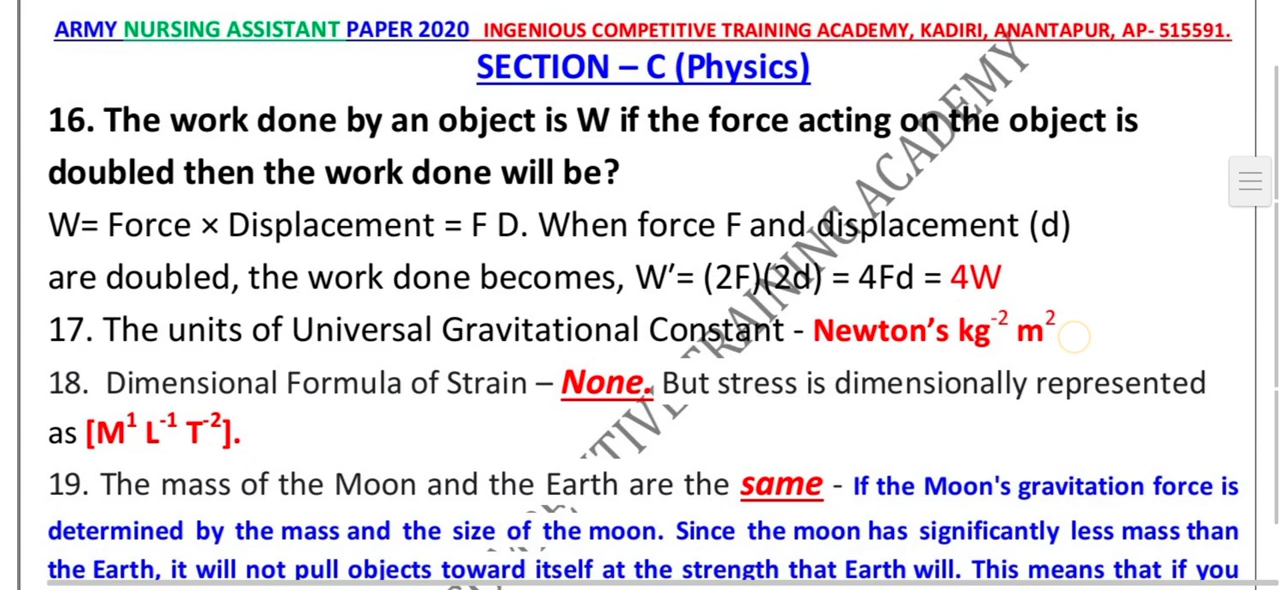 ARMY NURSING ASSISTANT PAPER 2020 INGENIOUS COMPETITIVE TRAINING ACADEMY, KADIRI, ANANTAPUR, AP- 515591.
SECTION – C (Physics)
16. The work done by an object is W if the force acting on the object is
doubled then the work done will be?
W= Force × Displacement = F D. When force F and displacement (d)
are doubled, the work done becomes, W′= (2F)(2d) = 4Fd = 4W
17. The units of Universal Gravitational Constant - Newton’s kg⁻² m²
18. Dimensional Formula of Strain – None. But stress is dimensionally represented
as [M¹ L⁻¹ T⁻²].
19. The mass of the Moon and the Earth are the same - If the Moon's gravitation force is
determined by the mass and the size of the moon. Since the moon has significantly less mass than
the Earth, it will not pull objects toward itself at the strength that Earth will. This means that if you
TRAINING ACADEMY